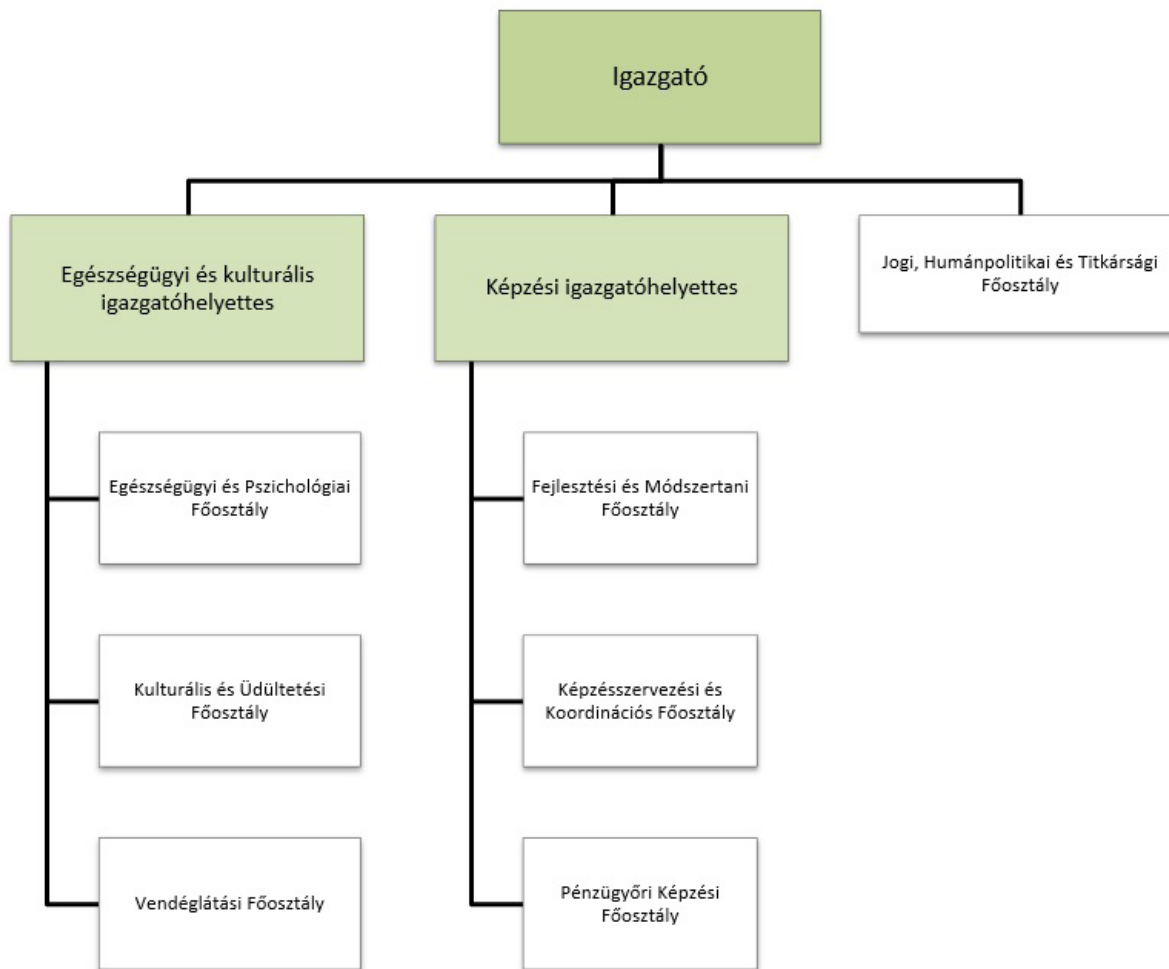 Igazgató
Egészségügyi és kulturális
igazgatóhelyettes
Képzési igazgatóhelyettes
Jogi, Humánpolitikai és Titkársági
Főosztály
Egészségügyi és Pszichológiai
Főosztály
Fejlesztési és Módszertani
Főosztály
Kulturális és Üdültetési
Főosztály
Képzésszervezési és
Koordinációs Főosztály
Vendéglátási Főosztály
Pénzügyőri Képzési
Főosztály